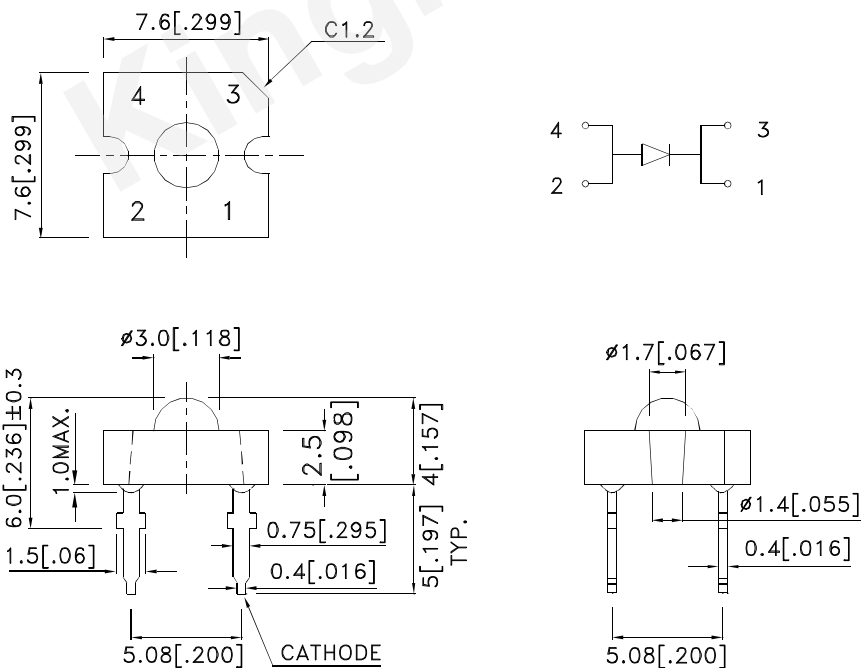 7.6[.299]
C1.2
7.6[.299]
4 3
2 1
4 3
2 1
ø3.0[.118]
6.0[.236]±0.3
1.0MAX.
2.5
[.098]
4[.157]
0.75[.295]
1.5[.06]
0.4[.016]
5[.197]
TYP.
5.08[.200]
CATHODE
ø1.7[.067]
ø1.4[.055]
0.4[.016]
5.08[.200]